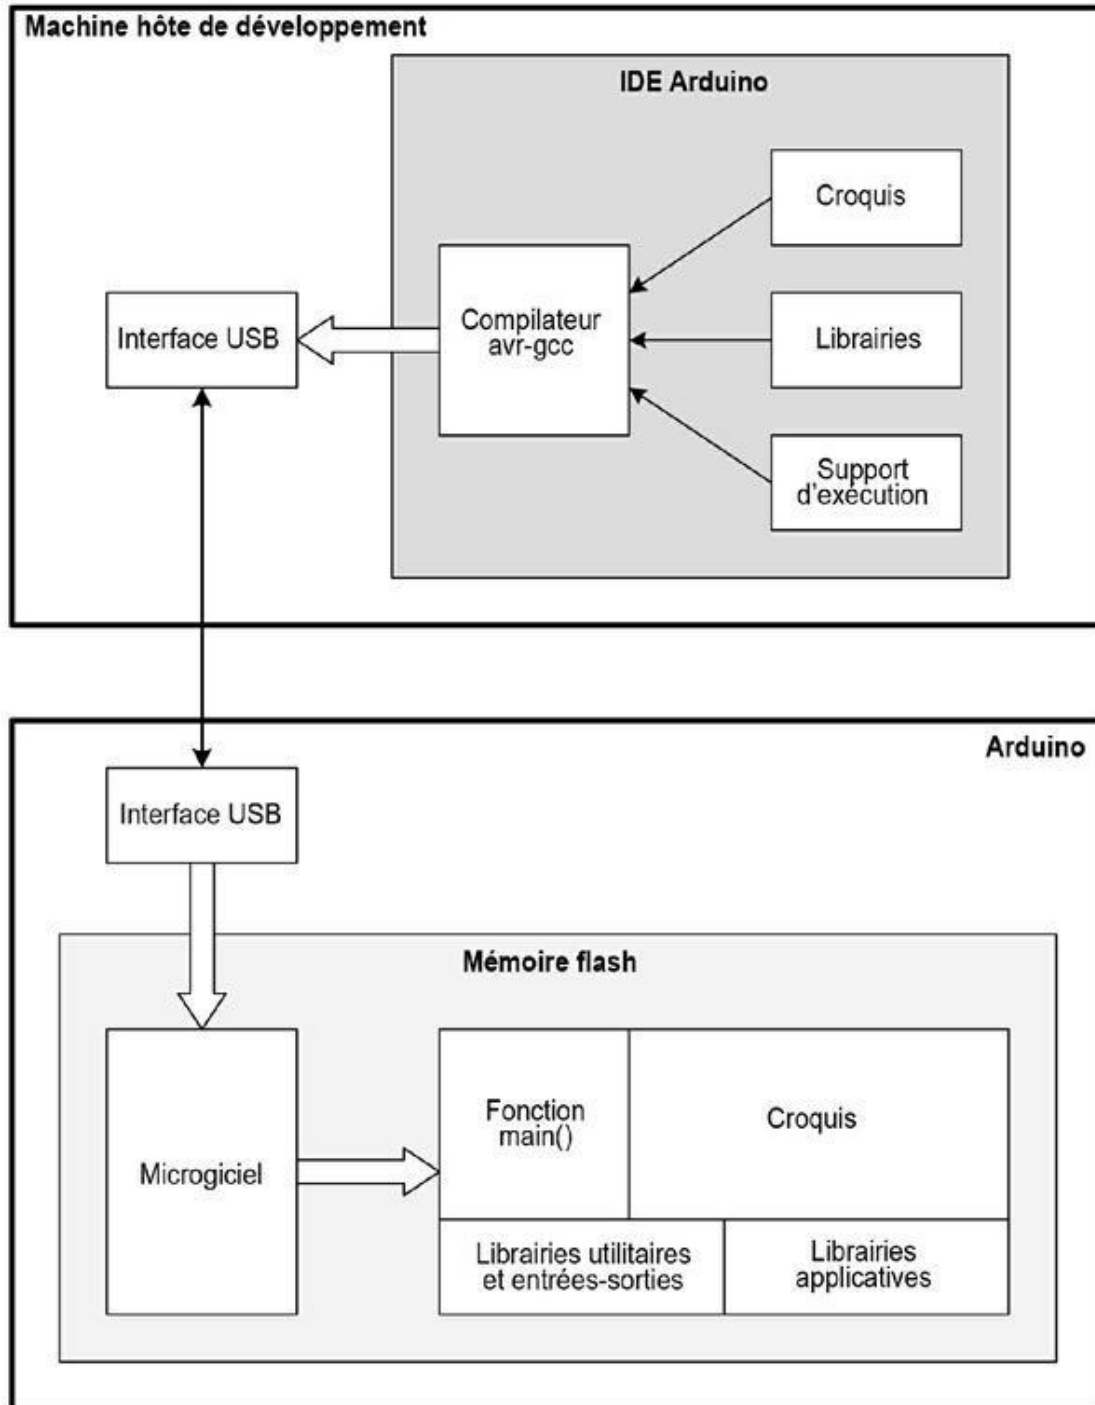 Machine hôte de développement
IDE Arduino
Croquis
Interface USB
Compilateur
avr-gcc
Librairies
Support
d'exécution
Arduino
Interface USB
Mémoire flash
Microgiciel
Fonction
main()
Croquis
Librairies utilitaires
et entrées-sorties
Librairies
applicatives